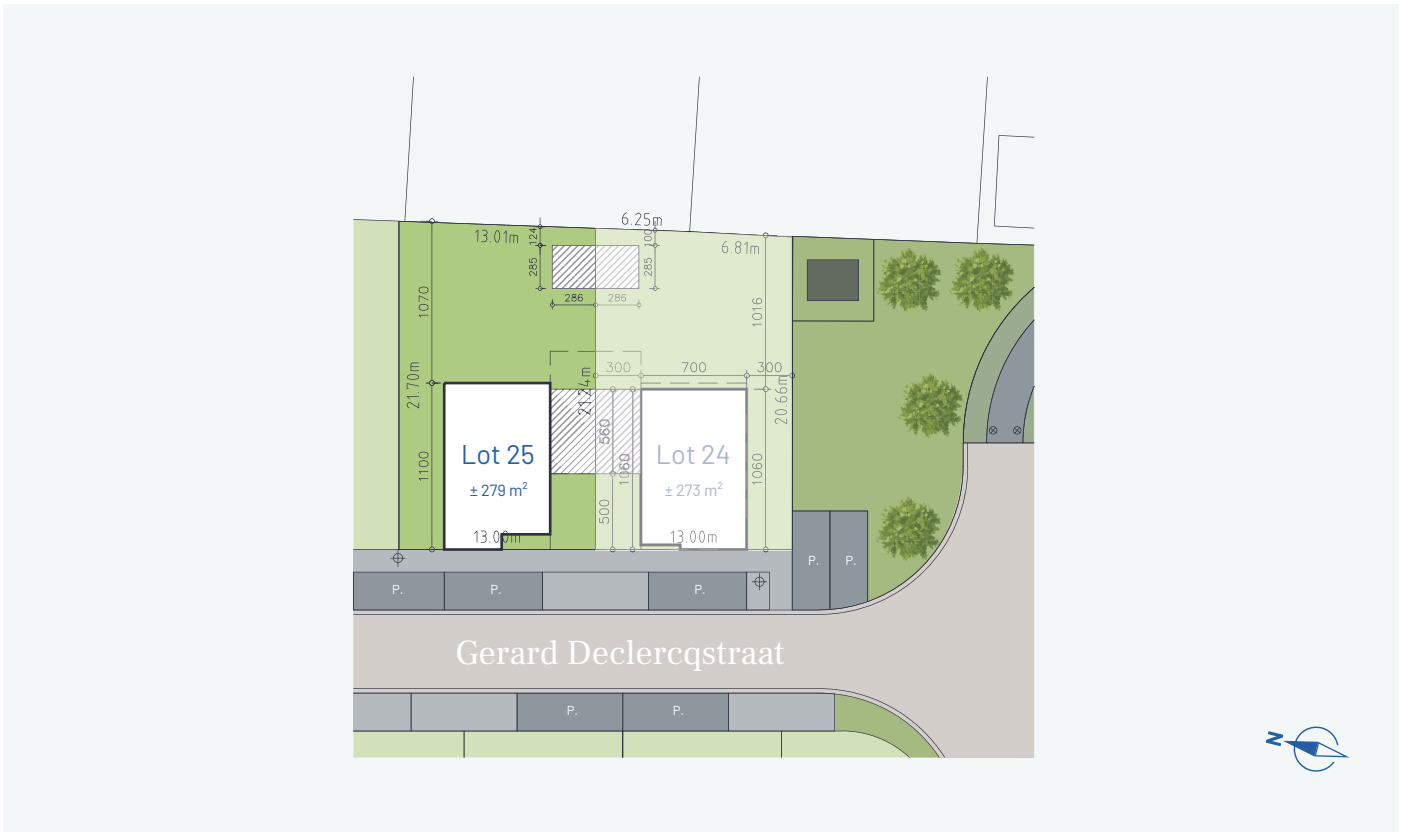 6.25m
13.01m
124
100
6.81m
285
285
286
286
1070
1016
300
700
300
21.70m
21.24m
20.66m
560
1060
Lot 25
Lot 24
± 279 m²
± 273 m²
1100
1060
500
13.00m
13.00m
P.
P.
P.
P.
P.
Gerard Declercqstraat
P.
P.
N